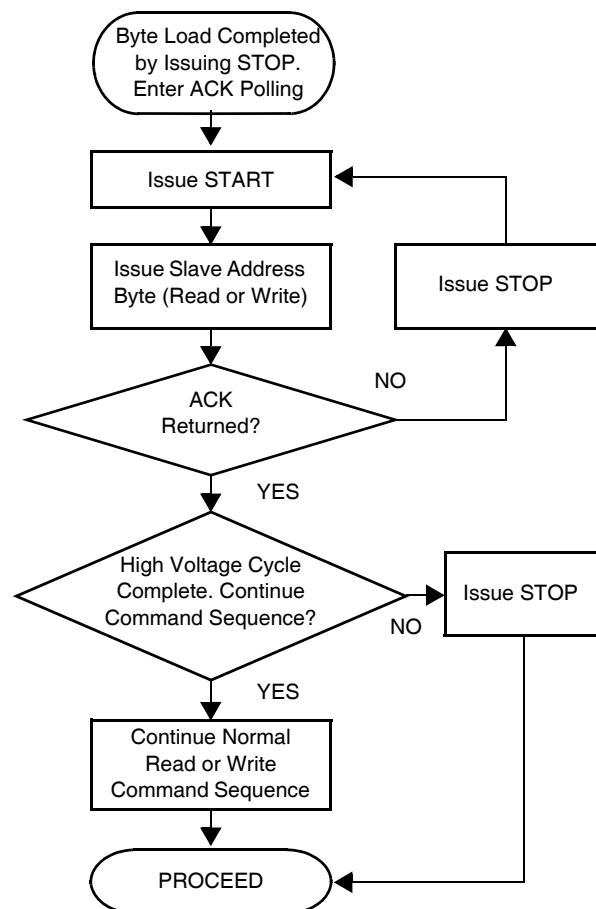 Byte Load Completed
by Issuing STOP.
Enter ACK Polling
Issue START
Issue Slave Address
Byte (Read or Write)
Issue STOP
NO
ACK
Returned?
YES
High Voltage Cycle
Complete. Continue
Command Sequence?
Issue STOP
NO
YES
Continue Normal
Read or Write
Command Sequence
PROCEED